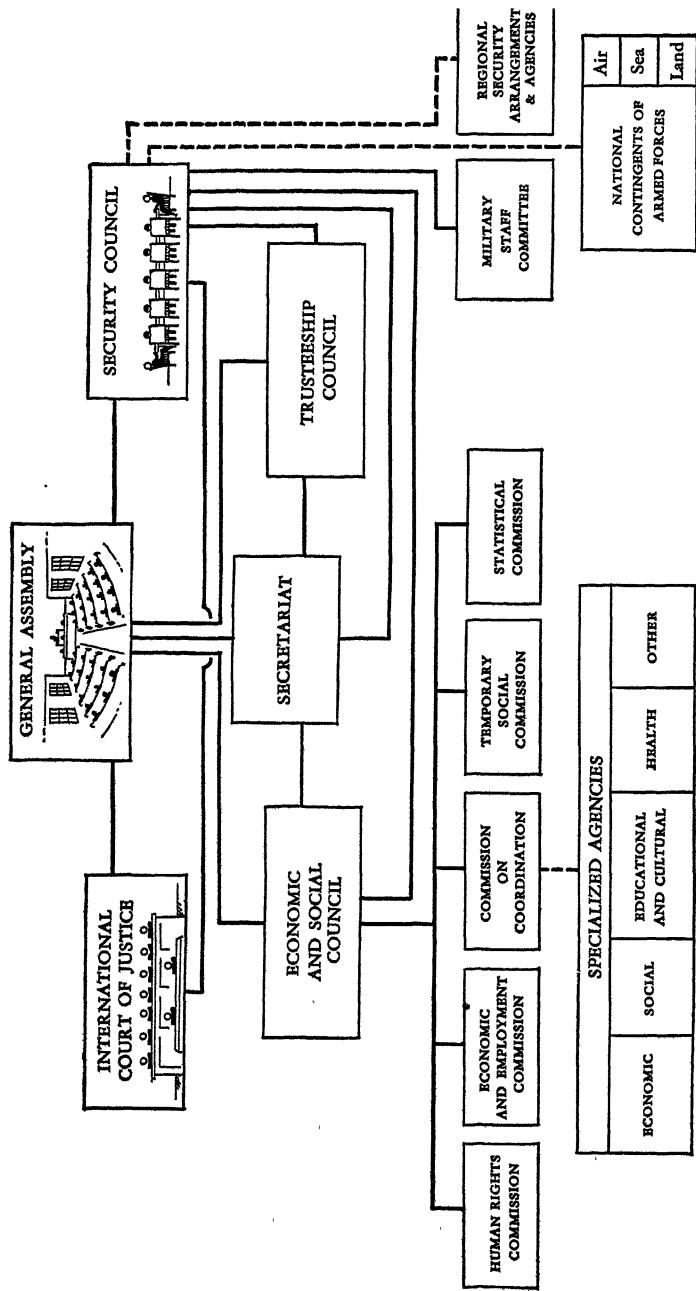 GENERAL ASSEMBLY
INTERNATIONAL
COURT OF JUSTICE
SECURITY COUNCIL
ECONOMIC
AND SOCIAL
COUNCIL
SECRETARIAT
TRUSTEESHIP
COUNCIL
HUMAN RIGHTS
COMMISSION
ECONOMIC
AND EMPLOYMENT
COMMISSION
COMMISSION
ON
COORDINATION
TEMPORARY
SOCIAL
COMMISSION
STATISTICAL
COMMISSION
MILITARY
STAFF
COMMITTEE
REGIONAL
SECURITY
ARRANGEMENT
& AGENCIES
SPECIALIZED AGENCIES
ECONOMIC
SOCIAL
EDUCATIONAL
AND CULTURAL
HEALTH
OTHER
NATIONAL
CONTINGENTS OF
ARMED FORCES
Air
Sea
Land